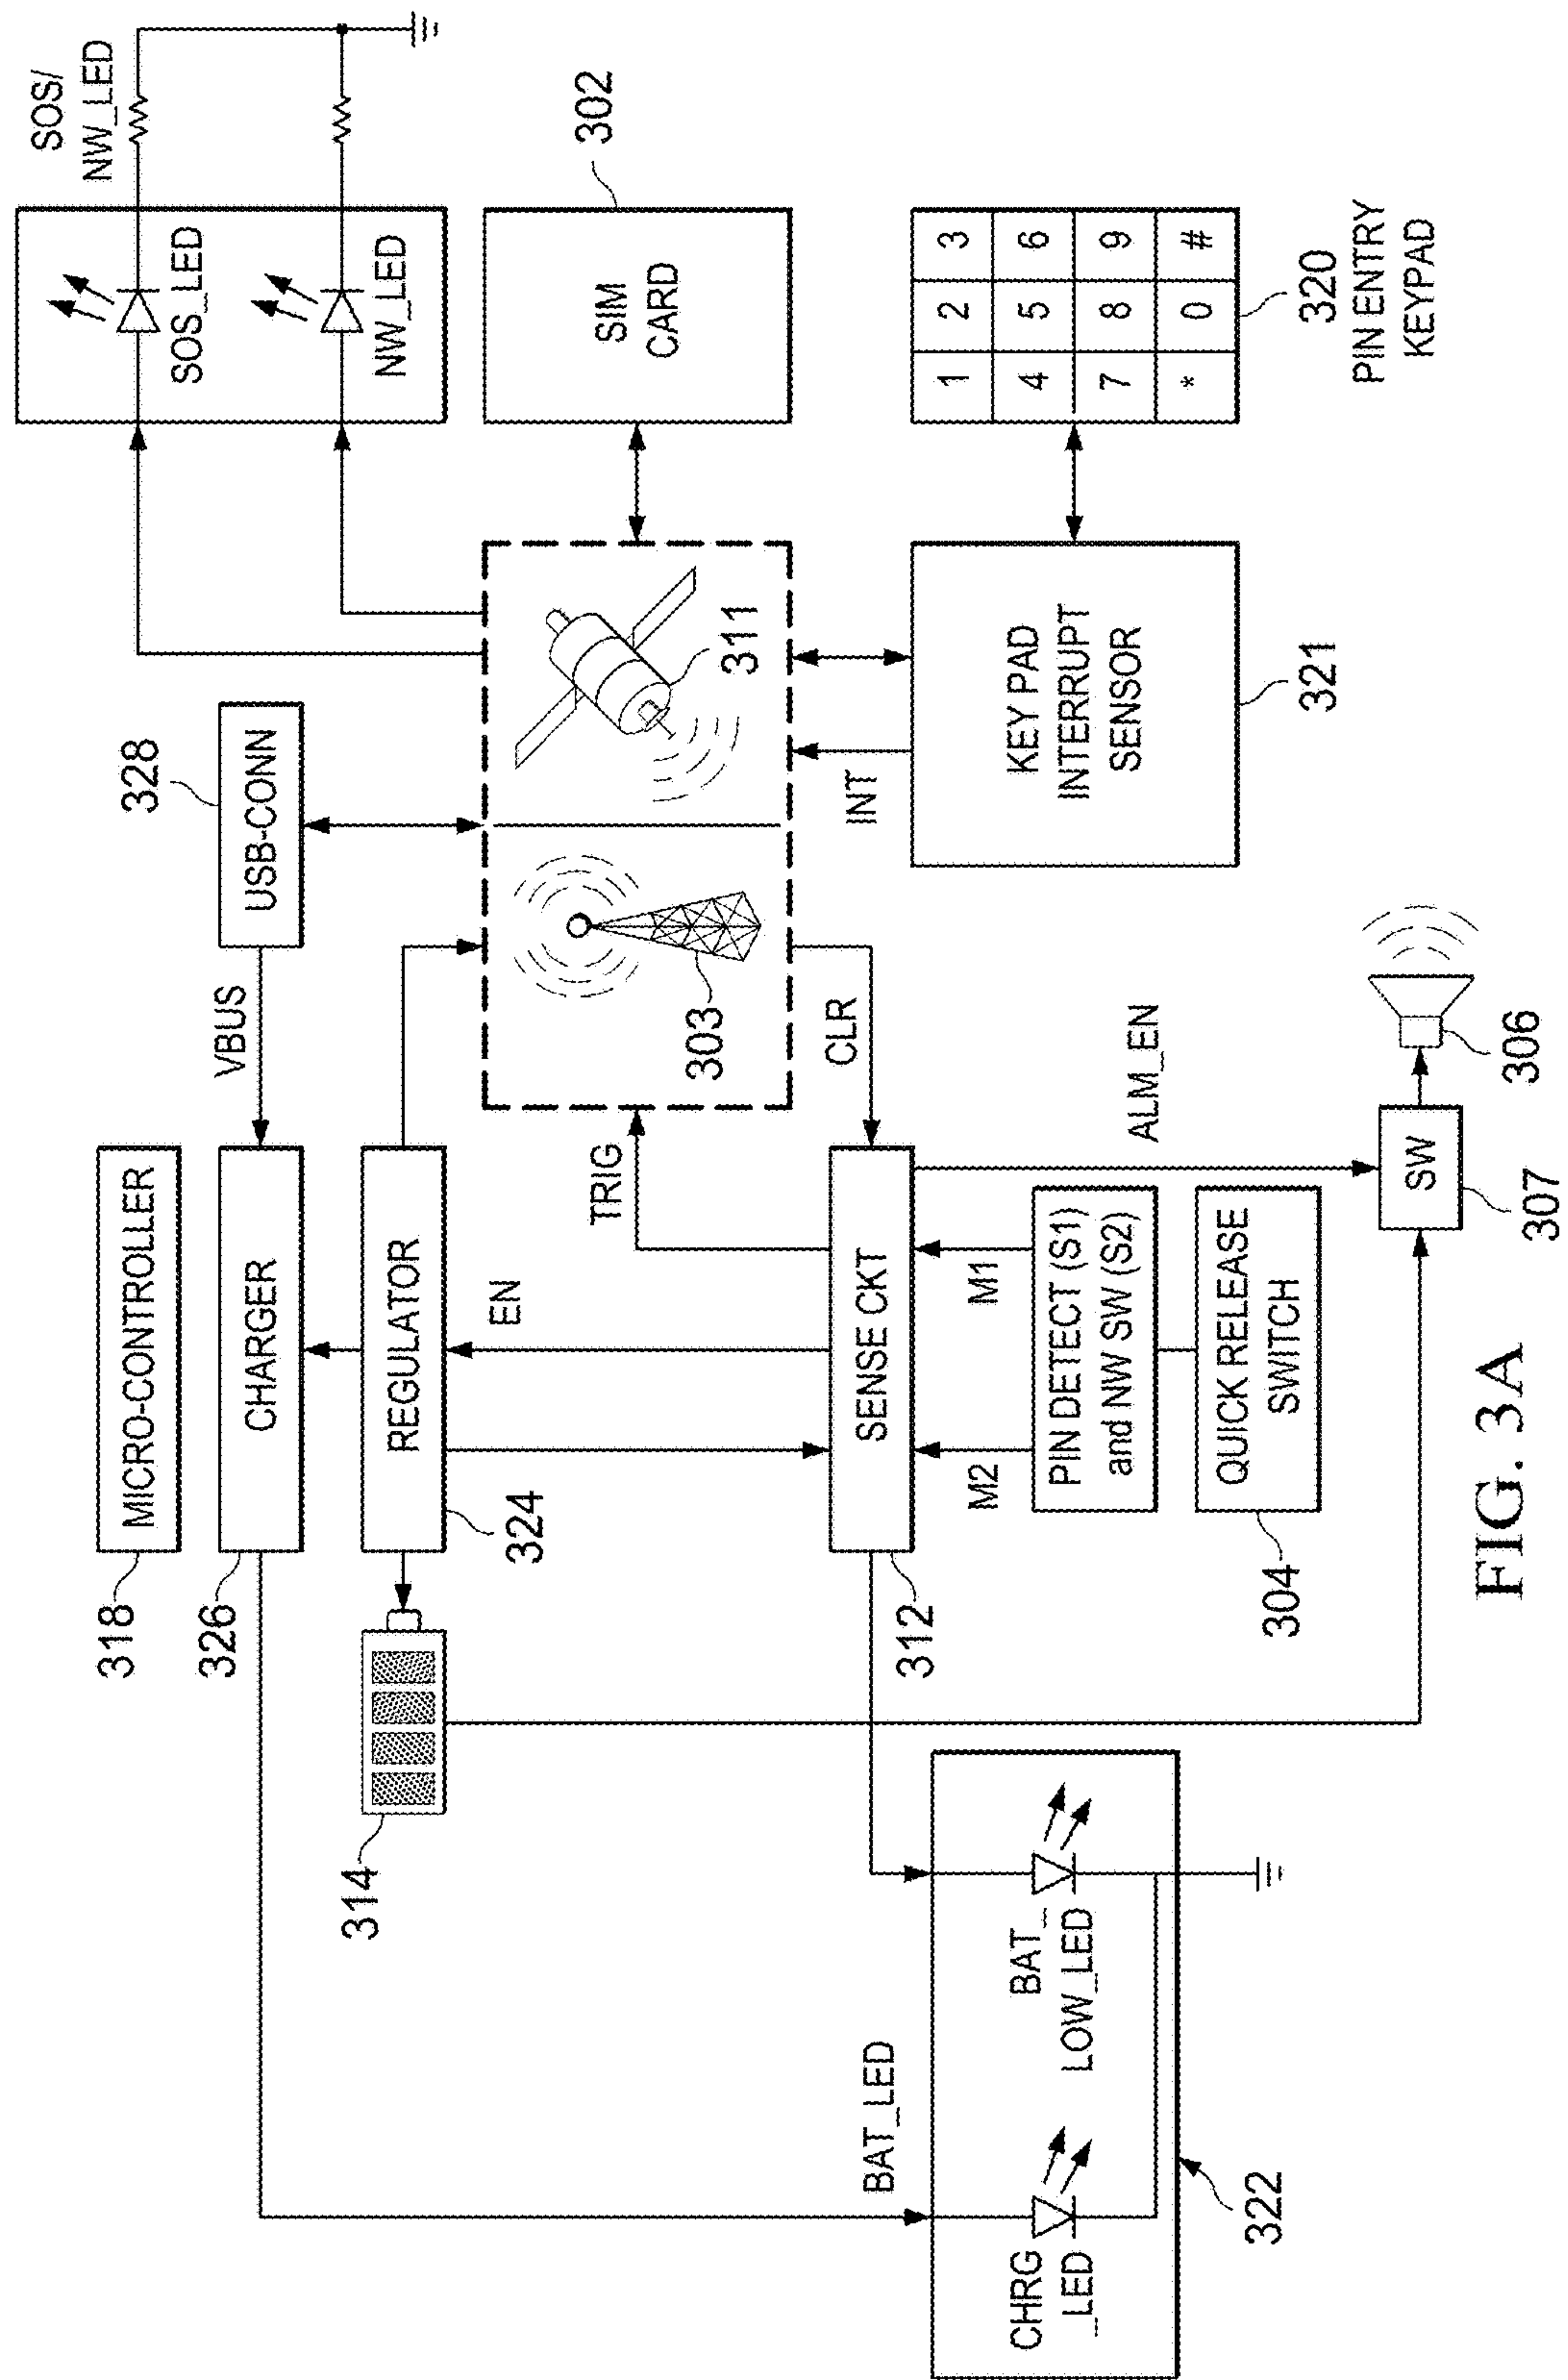 318
MICRO-CONTROLLER
326
CHARGER
VBUS
328
USB-CONN
SOS/
NW_LED
SOS_LED
NW_LED
314
REGULATOR
324
EN
TRIG
303
311
SIM
CARD
302
BAT_LED
312
SENSE CKT
CLR
INT
M2
M1
PIN DETECT (S1)
and NW SW (S2)
QUICK RELEASE
SWITCH
304
ALM_EN
KEY PAD
INTERRUPT
SENSOR
321
1 2 3
4 5 6
7 8 9
* 0 #
320
PIN ENTRY
KEYPAD
CHRG
_LED
BAT_
LOW_LED
322
SW
307
306
FIG. 3A